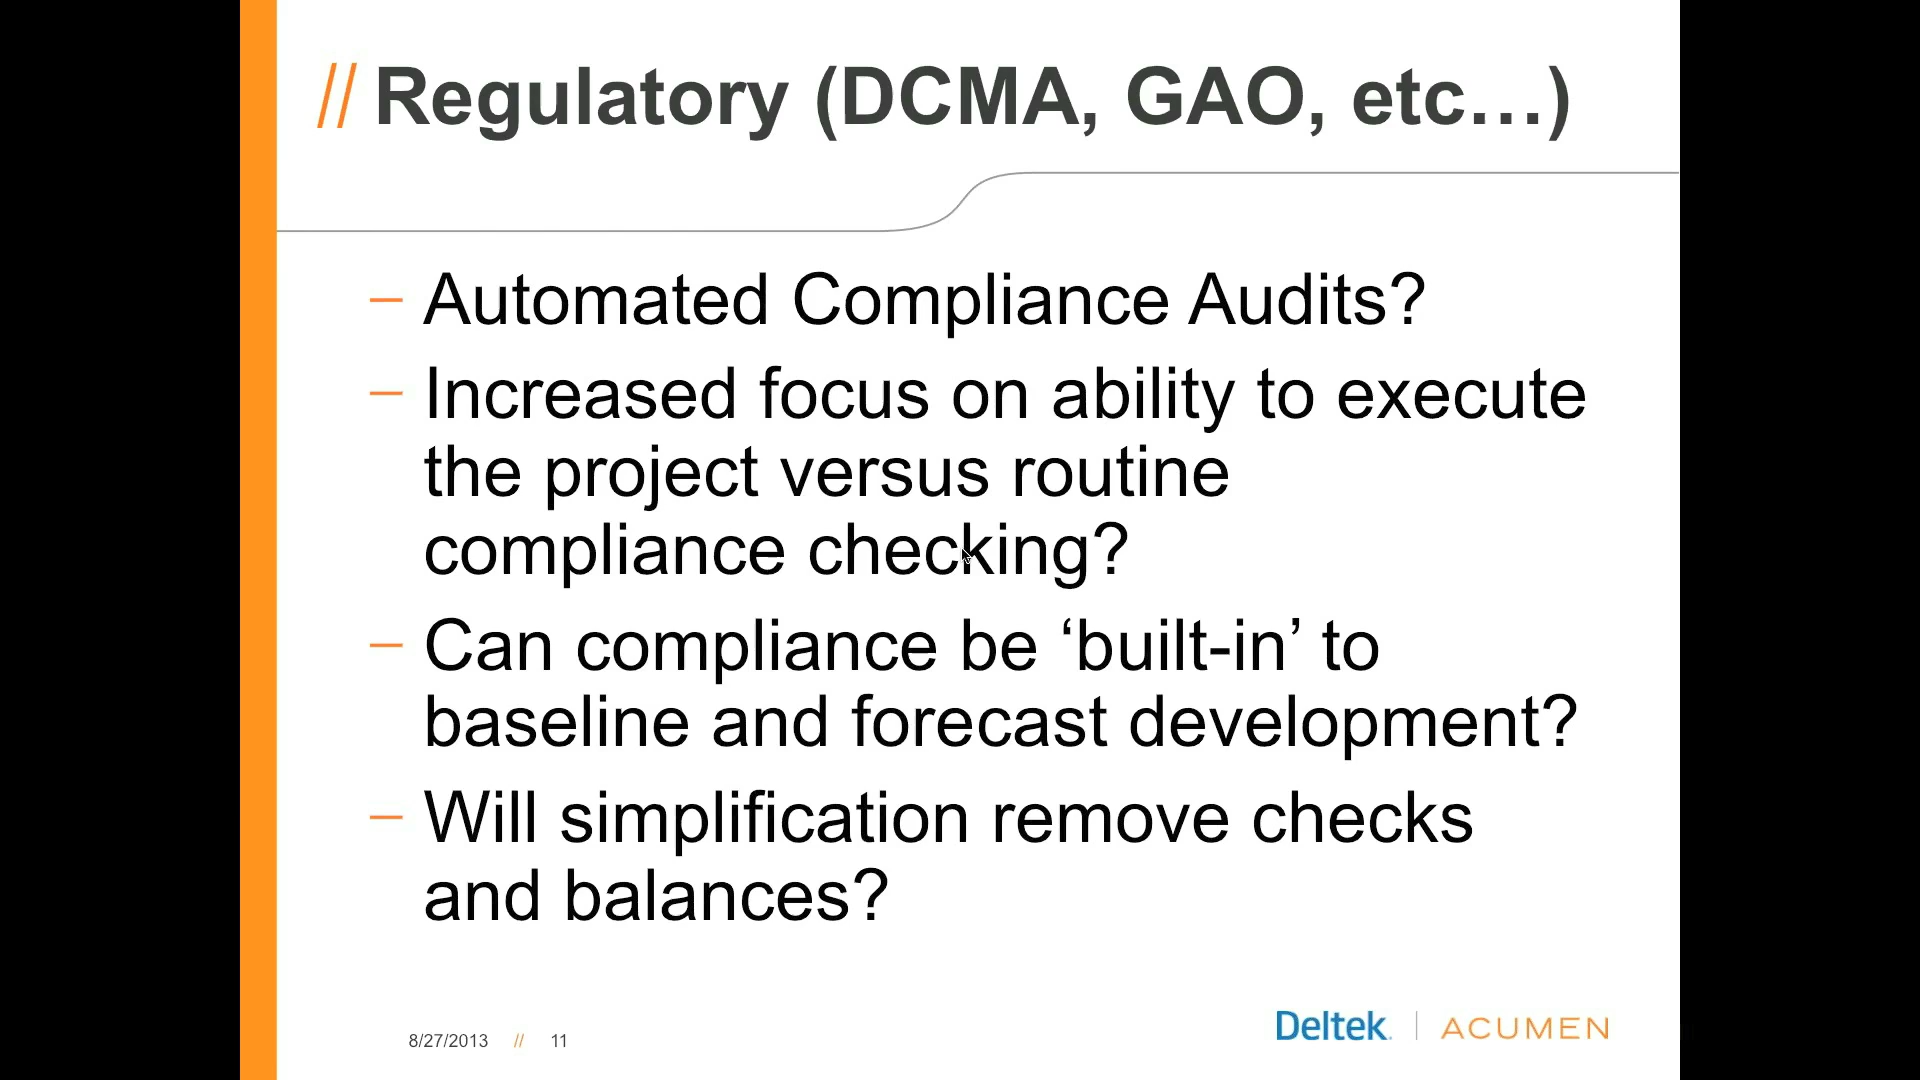 // Regulatory (DCMA, GAO, etc…)
– Automated Compliance Audits?
– Increased focus on ability to execute
the project versus routine
compliance checking?
– Can compliance be ‘built-in’ to
baseline and forecast development?
– Will simplification remove checks
and balances?
8/27/2013 // 11
Deltek | ACUMEN